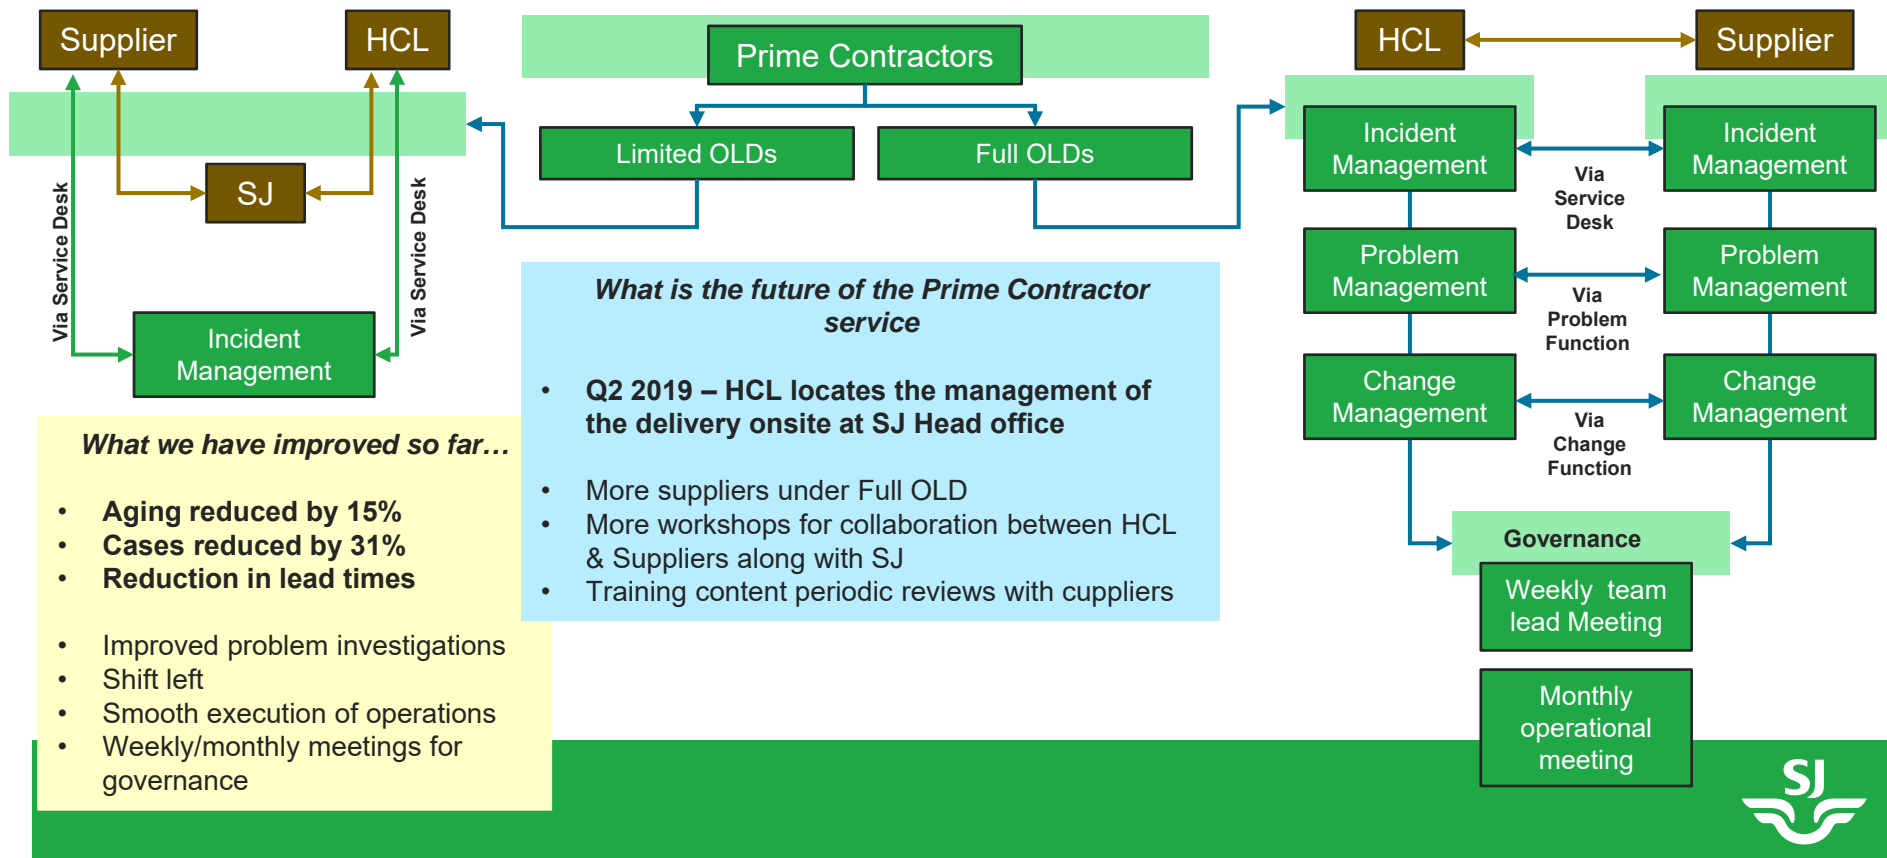 Supplier
HCL
SJ
Via Service Desk
Via Service Desk
Incident
Management
Prime Contractors
Limited OLDs
Full OLDs
HCL
Supplier
Incident
Management
Incident
Management
Via
Service
Desk
Problem
Management
Problem
Management
Via
Problem
Function
Change
Management
Change
Management
Via
Change
Function
Governance
Weekly team
lead Meeting
Monthly
operational
meeting
What we have improved so far…
• Aging reduced by 15%
• Cases reduced by 31%
• Reduction in lead times
• Improved problem investigations
• Shift left
• Smooth execution of operations
• Weekly/monthly meetings for
governance
What is the future of the Prime Contractor
service
• Q2 2019 – HCL locates the management of
the delivery onsite at SJ Head office
• More suppliers under Full OLD
• More workshops for collaboration between HCL
& Suppliers along with SJ
• Training content periodic reviews with cuppliers
SJ